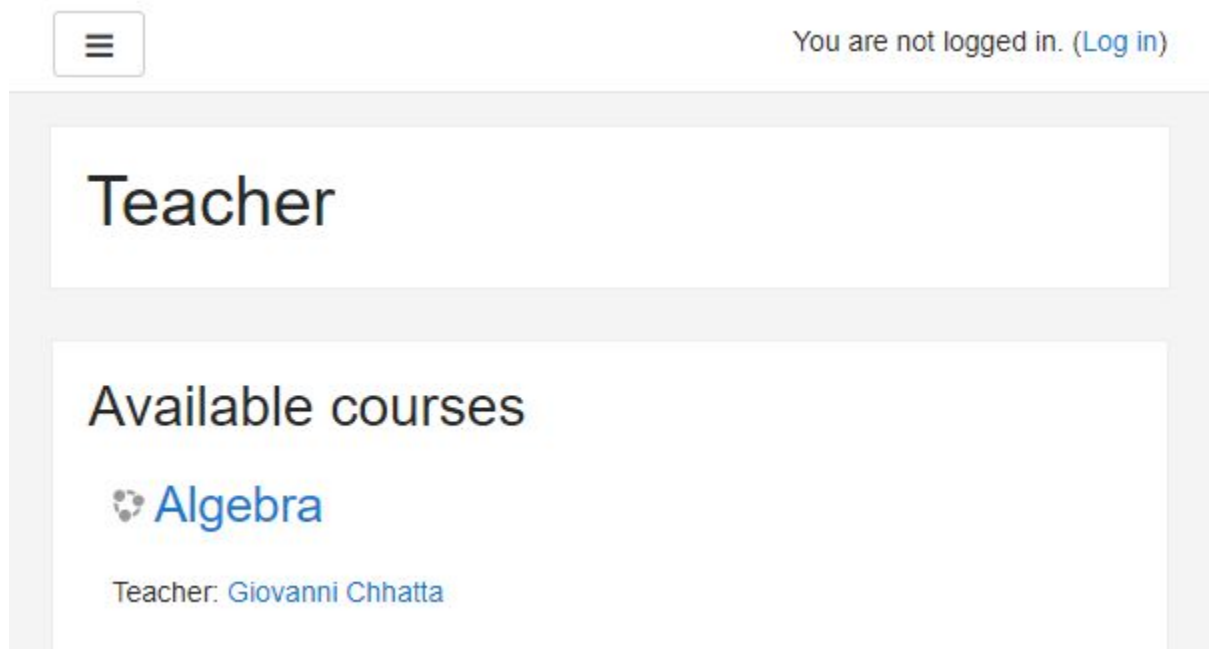 You are not logged in. (Log in)
Teacher
Available courses
Algebra
Teacher: Giovanni Chhatta